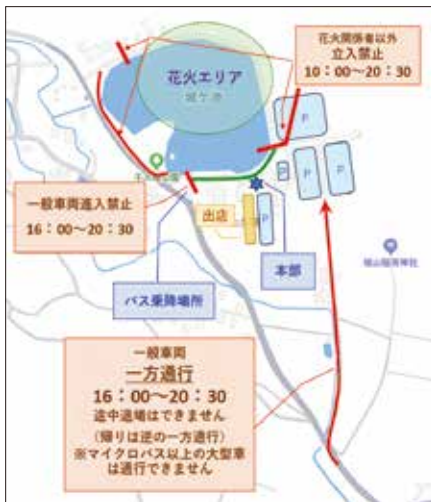 花火エリア
花火関係者以外
立入禁止
10:00～20:30
P
P
P
P
一般車両進入禁止
16:00～20:30
出店
P
バス乗降場所
本部
一般車両
一方通行
16:00～20:30
途中退場はできません
(帰りは逆の一方通行)
※マイクロバス以上の大型車
は通行できません